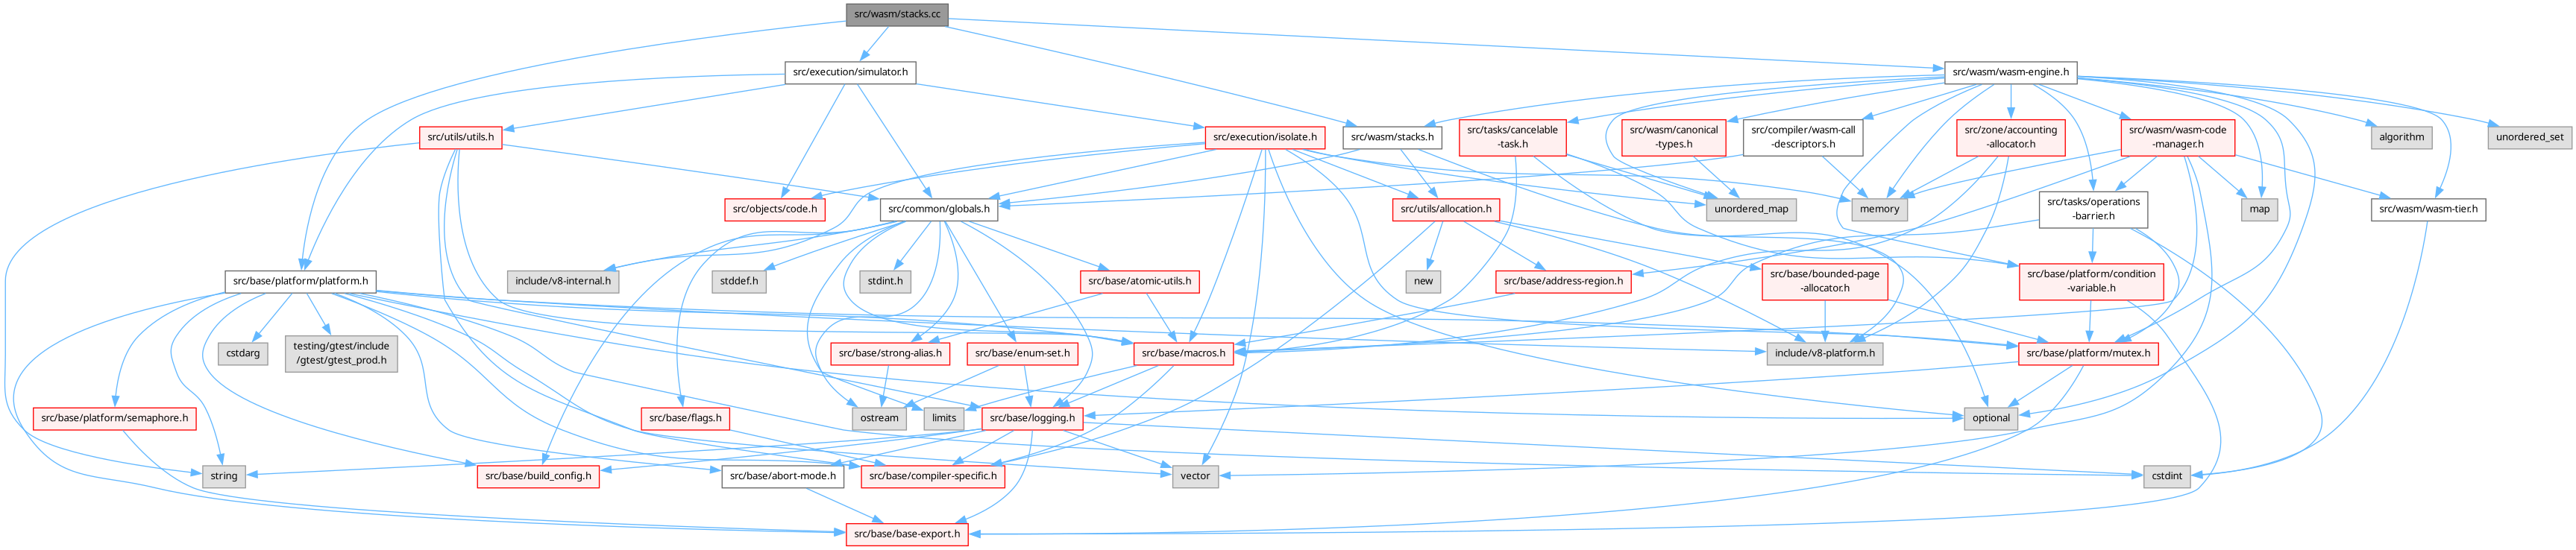 src/wasm/stacks.cc
src/execution/simulator.h
src/wasm/wasm-engine.h
src/utils/utils.h
src/execution/isolate.h
src/wasm/stacks.h
src/tasks/cancelable
-task.h
src/wasm/canonical
-types.h
src/compiler/wasm-call
-descriptors.h
src/zone/accounting
-allocator.h
src/wasm/wasm-code
-manager.h
algorithm
unordered_set
src/objects/code.h
src/common/globals.h
src/utils/allocation.h
unordered_map
memory
src/tasks/operations
-barrier.h
map
src/wasm/wasm-tier.h
src/base/platform/platform.h
include/v8-internal.h
stddef.h
stdint.h
src/base/atomic-utils.h
new
src/base/address-region.h
src/base/bounded-page
-allocator.h
src/base/platform/condition
-variable.h
cstdarg
testing/gtest/include
/gtest/gtest_prod.h
src/base/strong-alias.h
src/base/enum-set.h
src/base/macros.h
include/v8-platform.h
src/base/platform/mutex.h
src/base/platform/semaphore.h
src/base/flags.h
ostream
limits
src/base/logging.h
optional
string
src/base/build_config.h
src/base/abort-mode.h
src/base/compiler-specific.h
vector
cstdint
src/base/base-export.h